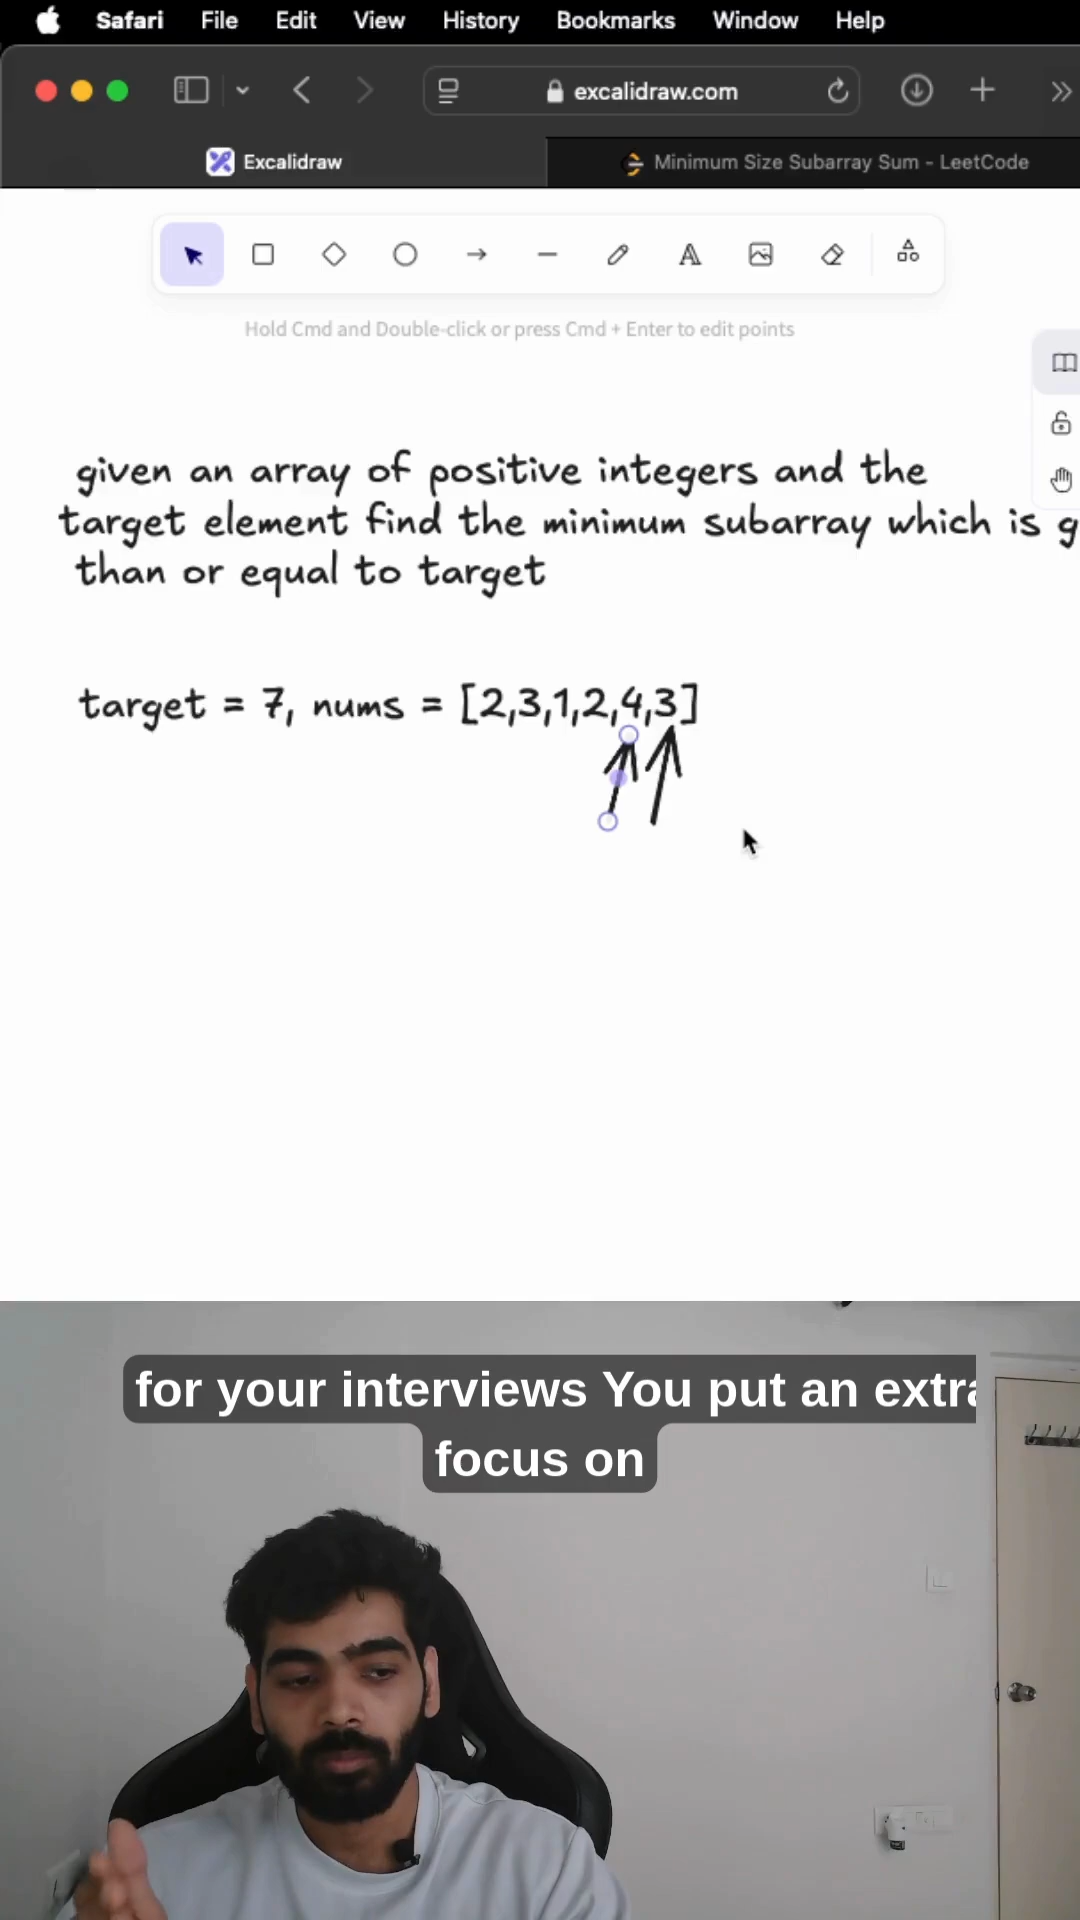 Safari File Edit View History Bookmarks Window Help
excalidraw.com
Excalidraw
Minimum Size Subarray Sum - LeetCode
Hold Cmd and Double-click or press Cmd + Enter to edit points
given an array of positive integers and the
target element find the minimum subarray which is g
than or equal to target
target = 7, nums = [2,3,1,2,4,3]
for your interviews You put an extra
focus on